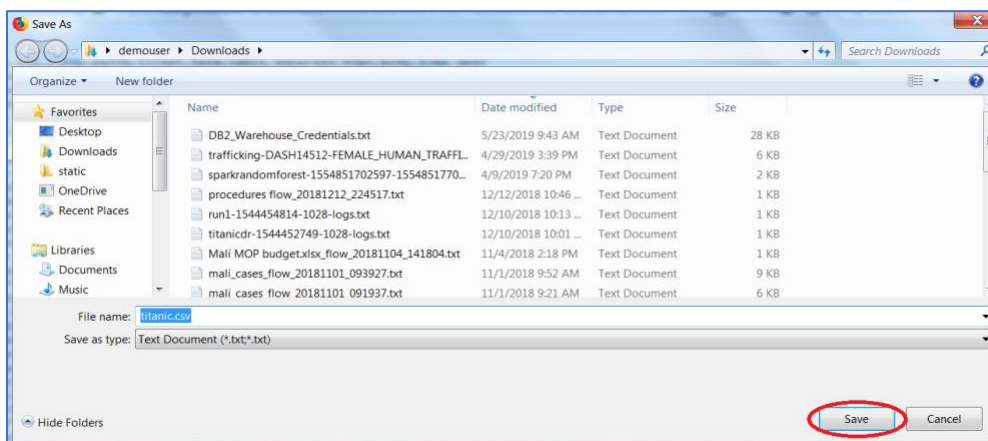 Save As
demouser Downloads
Search Downloads
Organize New folder
Name Date modified Type Size
Favorites
Desktop
Downloads
static
OneDrive
Recent Places
Libraries
Documents
Music
DB2_Warehouse_Credentials.txt 5/23/2019 9:43 AM Text Document 28 KB
trafficking-DASH14512-FEMALE_HUMAN_TRAFFI... 4/29/2019 3:39 PM Text Document 6 KB
sparkrandomforest-1554851702597-1554851770... 4/9/2019 7:20 PM Text Document 2 KB
procedures flow_20181212_224517.txt 12/12/2018 10:46 ... Text Document 1 KB
run1-1544454814-1028-logs.txt 12/10/2018 10:13 ... Text Document 1 KB
titanicdr-1544452749-1028-logs.txt 12/10/2018 10:01 ... Text Document 1 KB
Mali MOP budget.xlsx_flow_20181104_141804.txt 11/4/2018 2:18 PM Text Document 1 KB
mali_cases_flow_20181101_093927.txt 11/1/2018 9:52 AM Text Document 9 KB
mali cases flow 20181101 091937.txt 11/1/2018 9:21 AM Text Document 6 KB
File name: titanic.csv
Save as type: Text Document (*.txt;*.txt)
Hide Folders
Save Cancel